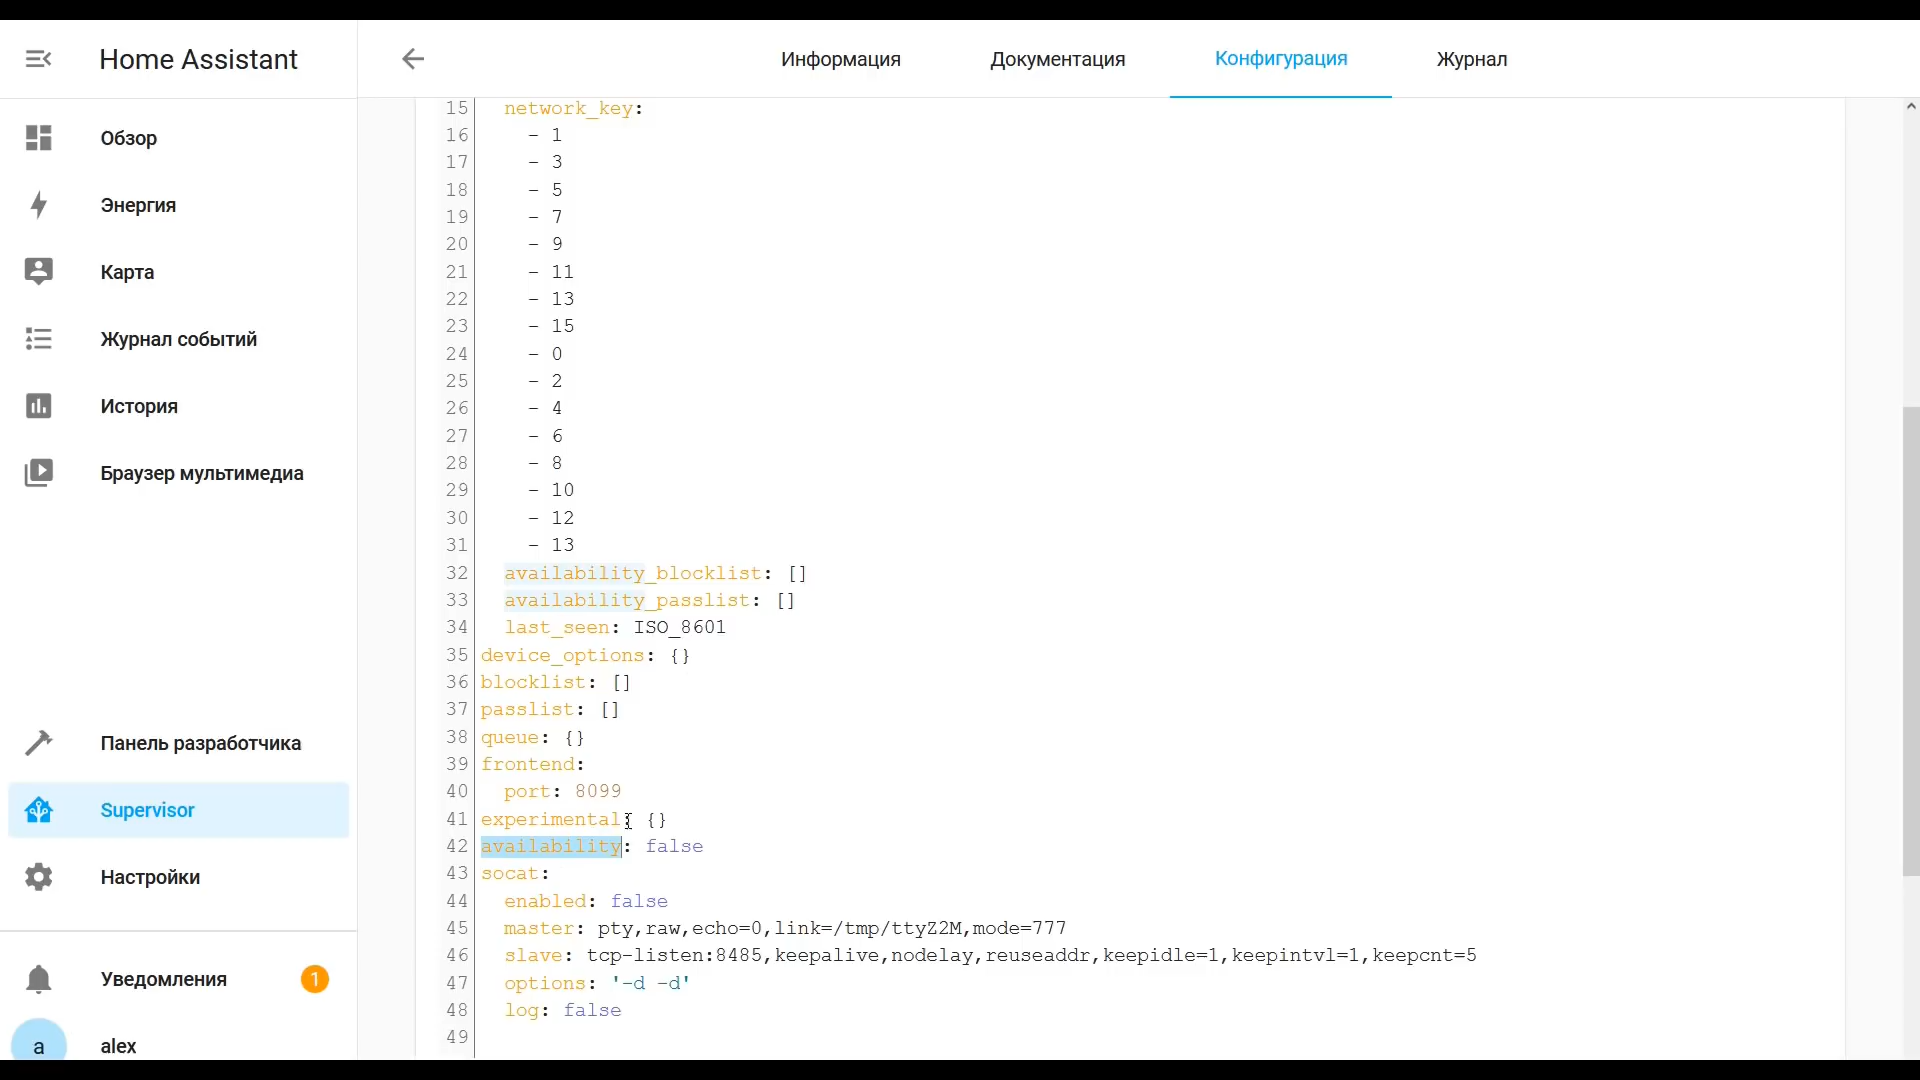 Home Assistant
Информация
Документация
Конфигурация
Журнал
Обзор
Энергия
Карта
Журнал событий
История
Браузер мультимедиа
Панель разработчика
Supervisor
Настройки
Уведомления
1
a
alex
15 network_key:
16 - 1
17 - 3
18 - 5
19 - 7
20 - 9
21 - 11
22 - 13
23 - 15
24 - 0
25 - 2
26 - 4
27 - 6
28 - 8
29 - 10
30 - 12
31 - 13
32 availability_blocklist: []
33 availability_passlist: []
34 last_seen: ISO_8601
35 device_options: {}
36 blocklist: []
37 passlist: []
38 queue: {}
39 frontend:
40 port: 8099
41 experimental: {}
42 availability: false
43 socat:
44 enabled: false
45 master: pty,raw,echo=0,link=/tmp/ttyZ2M,mode=777
46 slave: tcp-listen:8485,keepalive,nodelay,reuseaddr,keepidle=1,keepintvl=1,keepcnt=5
47 options: '-d -d'
48 log: false
49